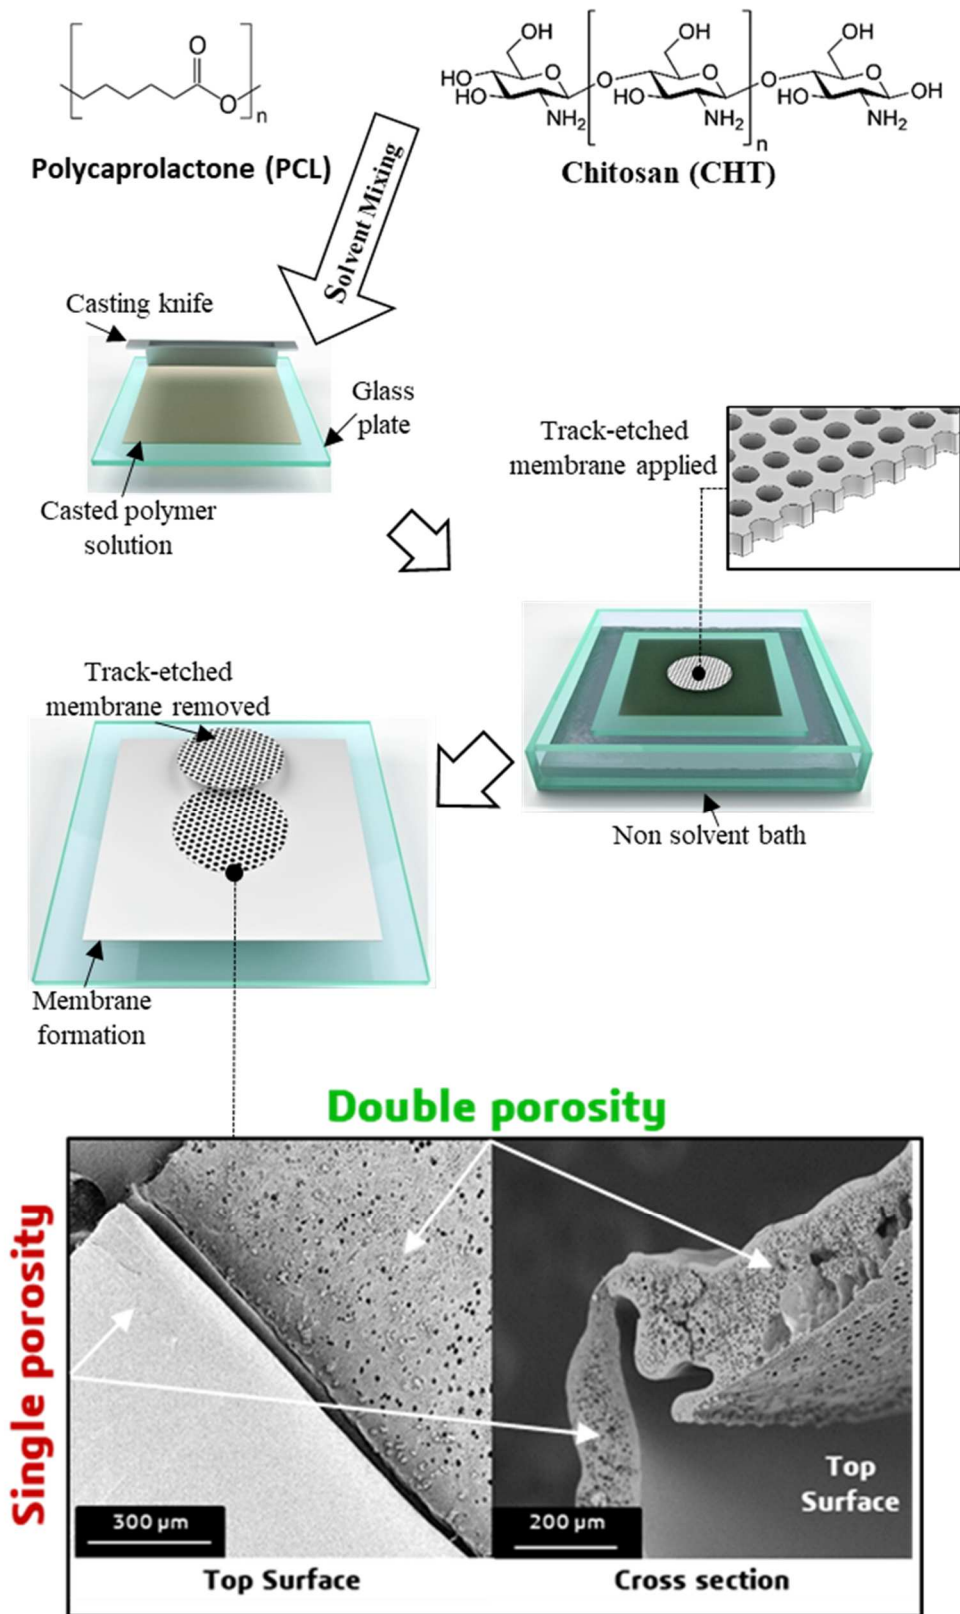 O
O
n
Polycaprolactone (PCL)
OH
OH
OH
HO
HO
O
O
HO
O
O
HO
O
OH
NH2
NH2
NH2
n
Chitosan (CHT)
Solvent Mixing
Casting knife
Glass
plate
Casted polymer
solution
Track-etched
membrane applied
Non solvent bath
Track-etched
membrane removed
Membrane
formation
Double porosity
Single porosity
Top
Surface
300 µm
200 µm
Top Surface
Cross section